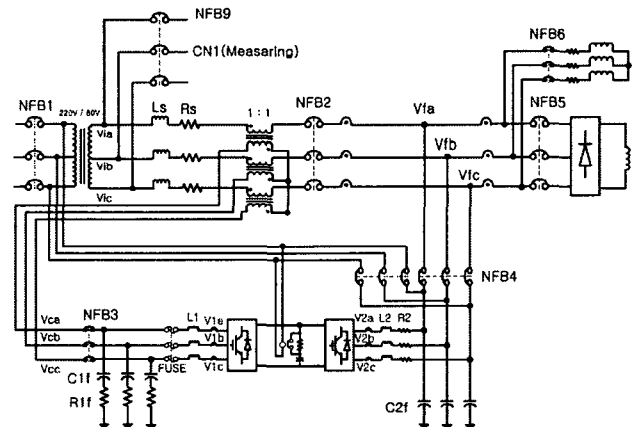 NFB9
NFB6
CN1(Measaring)
NFB1
220V / 80V
Ls
Rs
1 : 1
NFB2
Vfa
NFB5
Via
Vib
Vfb
Vic
Vfc
NFB4
Vca
NFB3
L1
V1a
V2a
L2
R2
Vcb
V1b
V2b
Vcc
FUSE
V1c
V2c
C1f
R1f
C2f